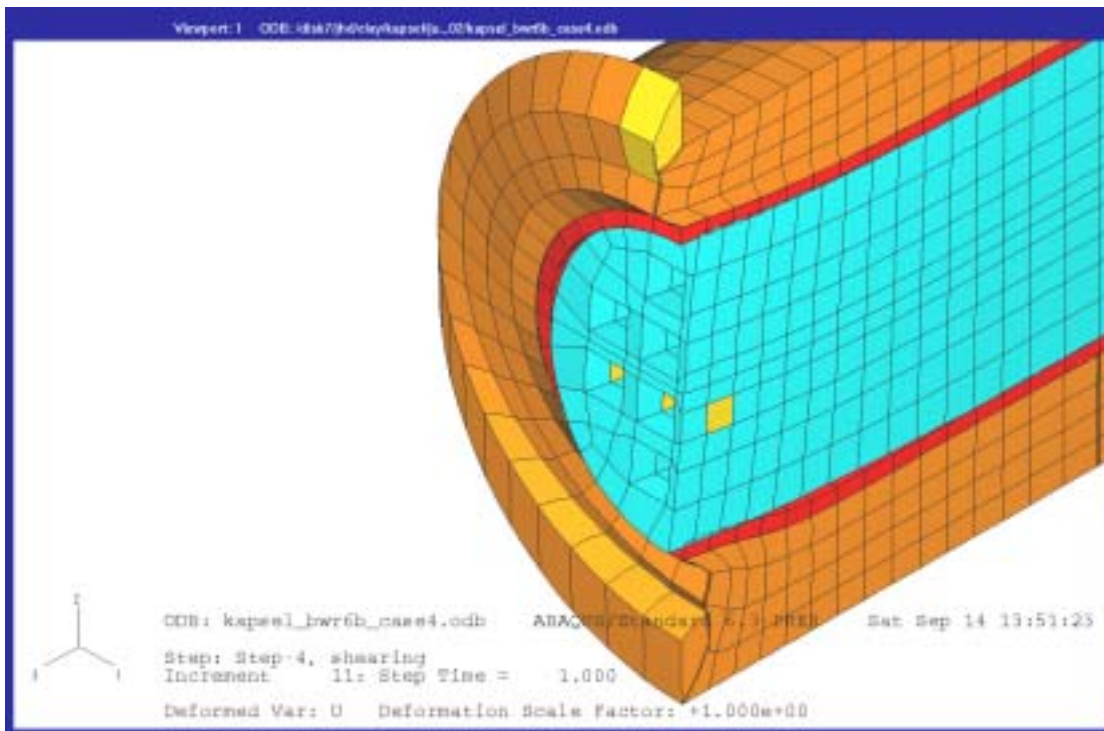 Viewport: 1 ODB: /disk7/jhd/clay/kapsel/ja_02/kapsel_bwr6b_case4.odb
Z
ODB: kapsel_bwr6b_case4.odb ABAQUS/Standard 6.3-PRE8 Sat Sep 14 13:51:25
Step: Step-4, shearing
Increment 11: Step Time = 1.000
Deformed Var: U Deformation Scale Factor: +1.000e+00